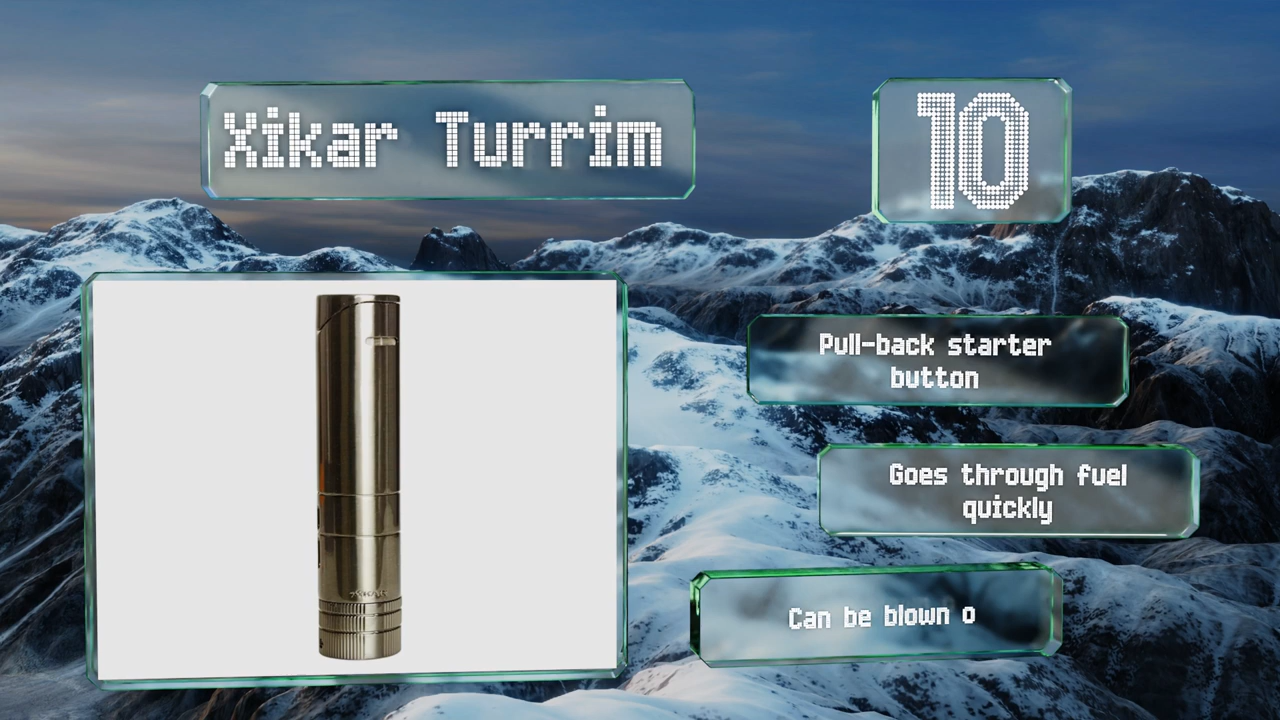 Xikar Turrim
10
Pull-back starter
button
Goes through fuel
quickly
Can be blown o